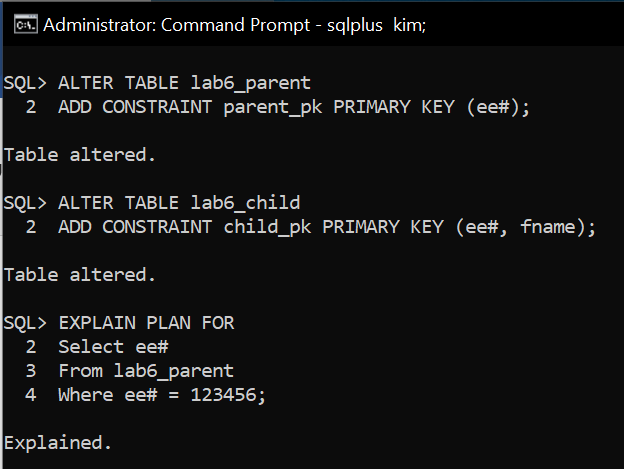 Administrator: Command Prompt - sqlplus  kim;
SQL> ALTER TABLE lab6_parent
  2  ADD CONSTRAINT parent_pk PRIMARY KEY (ee#);
Table altered.
SQL> ALTER TABLE lab6_child
  2  ADD CONSTRAINT child_pk PRIMARY KEY (ee#, fname);
Table altered.
SQL> EXPLAIN PLAN FOR
  2  Select ee#
  3  From lab6_parent
  4  Where ee# = 123456;
Explained.